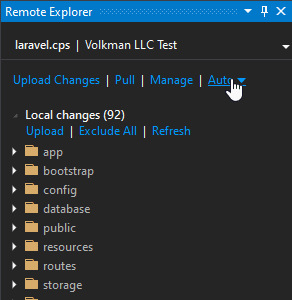 Remote Explorer
laravel.cps | Volkman LLC Test
Upload Changes | Pull | Manage | Auto
Local changes (92)
Upload | Exclude All | Refresh
app
bootstrap
config
database
public
resources
routes
storage